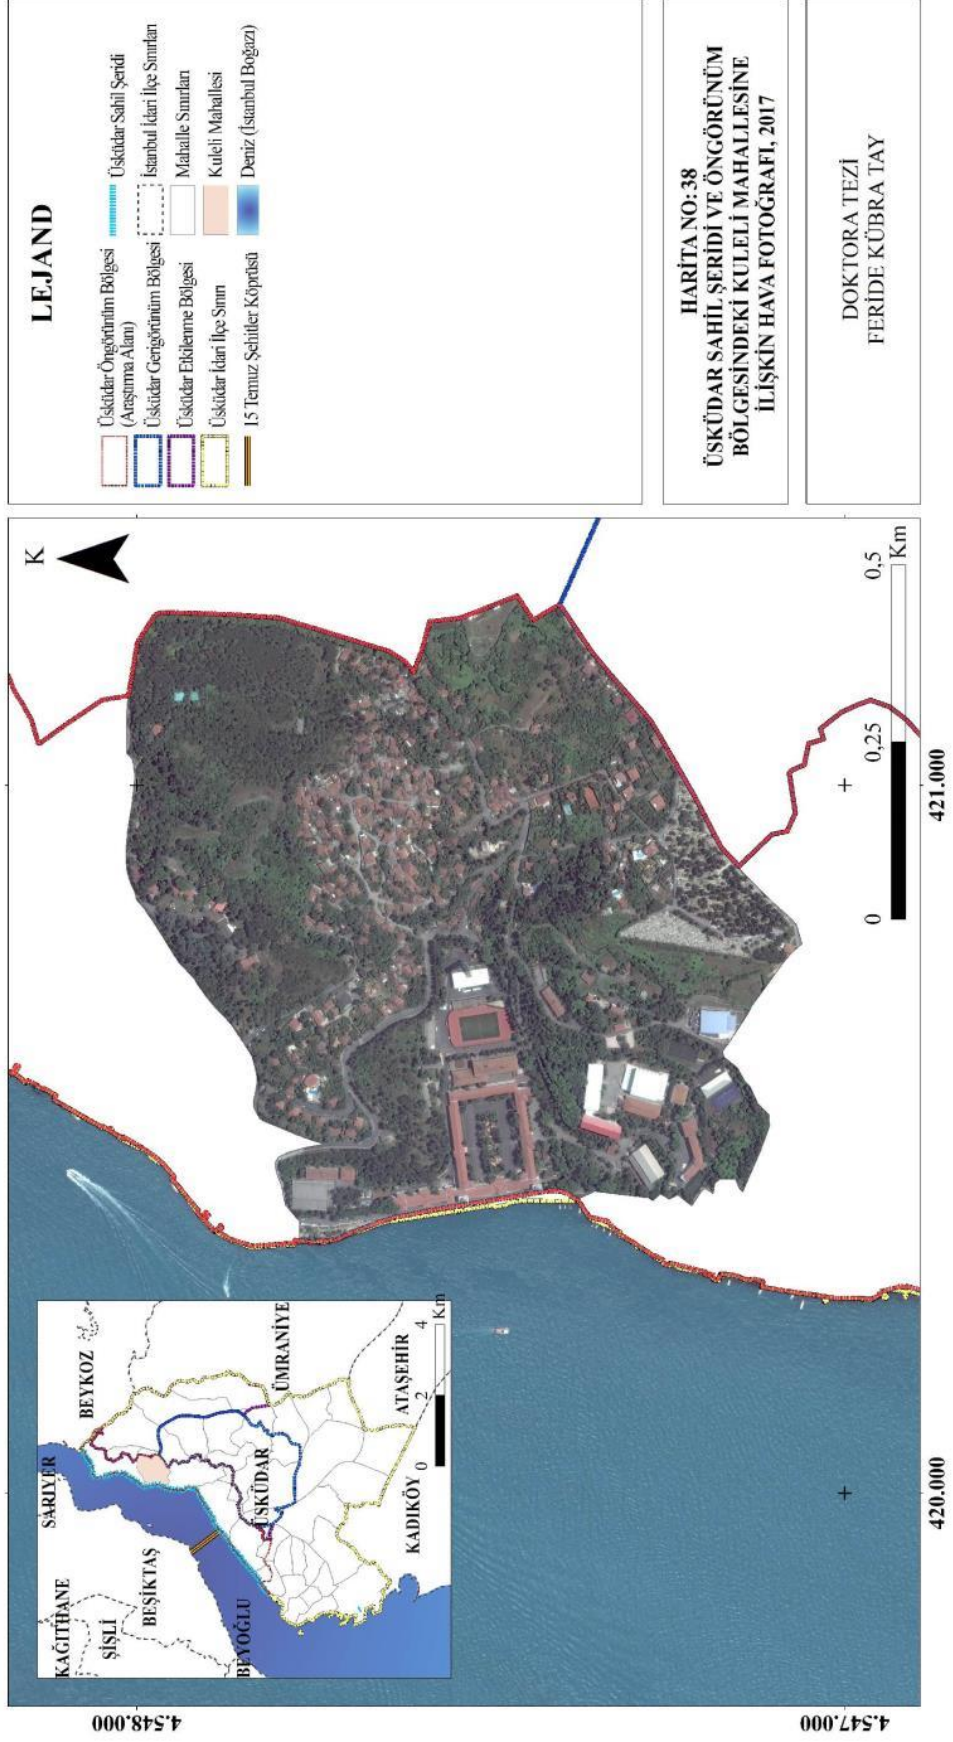 KAĞITHANE
ŞİŞLİ
BEŞİKTAŞ
BEYOĞLU
SARIYER
BEYKOZ
ÜSKÜDAR
ÜMRANİYE
KADIKÖY
ATAŞEHİR
0 2 4 Km
K
4.548.000
4.547.000
420.000
421.000
0 0,25 0,5
Km
LEJAND
Üsküdar Öngörünüm Bölgesi
(Araştırma Alanı)
Üsküdar Gerigörünüm Bölgesi
Üsküdar Etkilenme Bölgesi
Üsküdar İdari İlçe Sınırı
15 Temuz Şehitler Köprüsü
Üsküdar Sahil Şeridi
İstanbul İdari İlçe Sınırları
Mahalle Sınırları
Kuleli Mahallesi
Deniz (İstanbul Boğazı)
HARİTA NO: 38
ÜSKÜDAR SAHİL ŞERİDİ VE ÖNGÖRÜNÜM
BÖLGESİNDEKİ KULELİ MAHALLESİNE
İLİŞKİN HAVA FOTOĞRAFI, 2017
DOKTORA TEZİ
FERİDE KÜBRA TAY